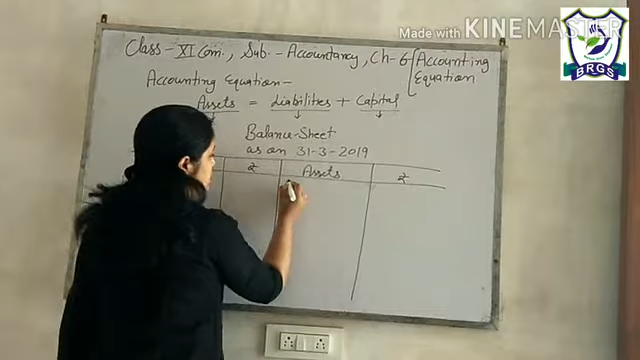 Made with KINEMASTER
Class - XI Com., Sub. - Accountancy, Ch-6 [Accounting Equation
Accounting Equation -
Assets = Liabilities + Capital
Balance-Sheet
as on 31-3-2019
₹ Assets ₹
BRGS